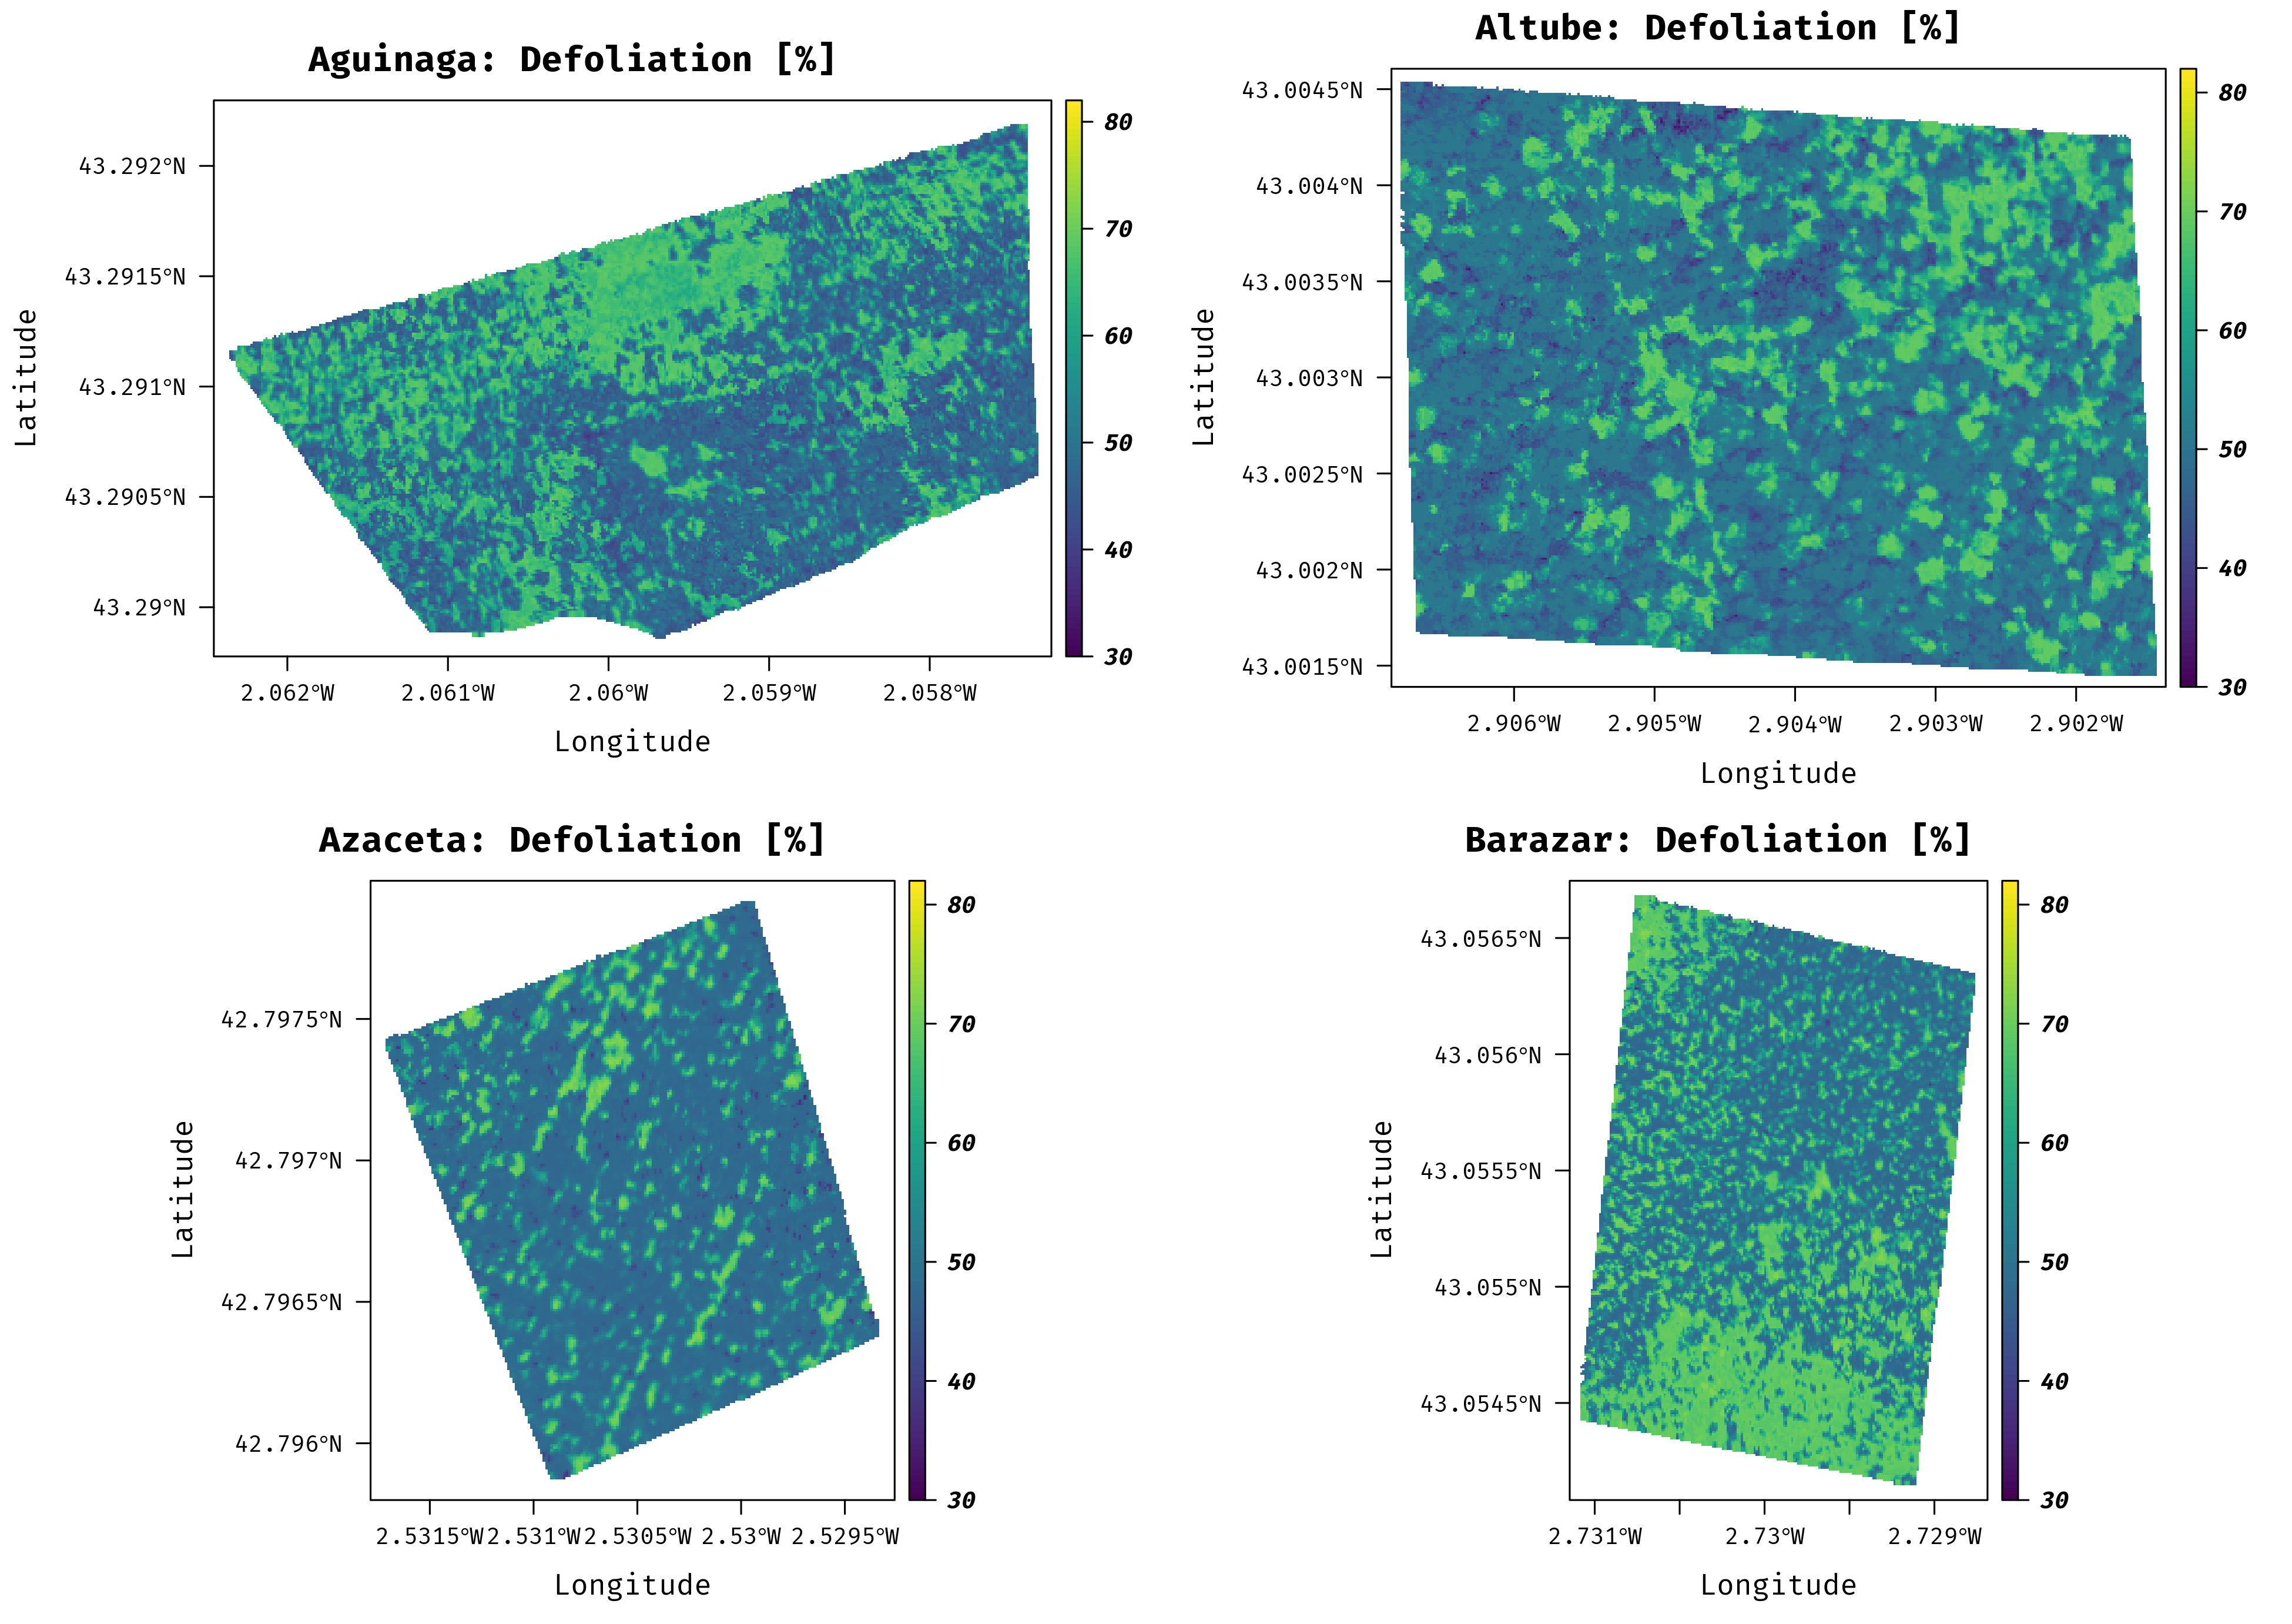 Aguinaga: Defoliation [%]
43.292°N
43.2915°N
43.291°N
43.2905°N
43.29°N
Latitude
2.062°W 2.061°W 2.06°W 2.059°W 2.058°W
Longitude
80
70
60
50
40
30
Altube: Defoliation [%]
43.0045°N
43.004°N
43.0035°N
43.003°N
43.0025°N
43.002°N
43.0015°N
Latitude
2.906°W 2.905°W 2.904°W 2.903°W 2.902°W
Longitude
80
70
60
50
40
30
Azaceta: Defoliation [%]
42.7975°N
42.797°N
42.7965°N
42.796°N
Latitude
2.5315°W 2.531°W 2.5305°W 2.53°W 2.5295°W
Longitude
80
70
60
50
40
30
Barazar: Defoliation [%]
43.0565°N
43.056°N
43.0555°N
43.055°N
43.0545°N
Latitude
2.731°W 2.73°W 2.729°W
Longitude
80
70
60
50
40
30